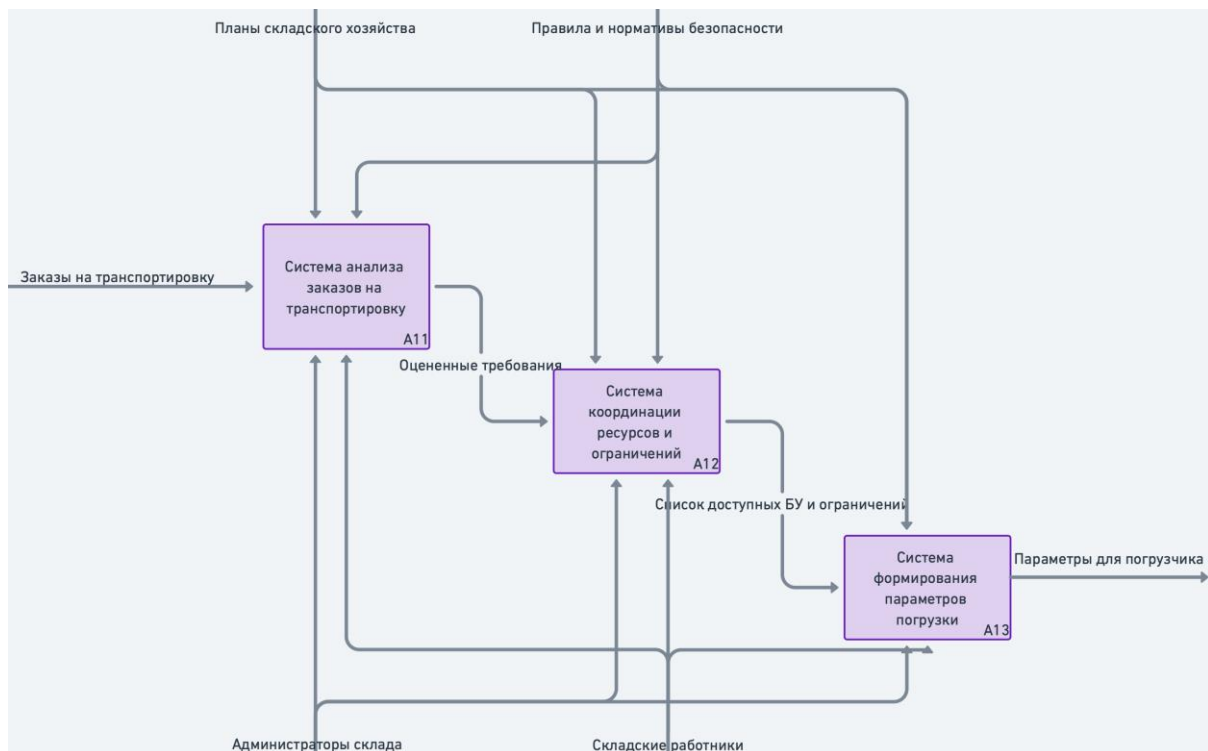 Планы складского хозяйства
Правила и нормативы безопасности
Заказы на транспортировку
Система анализа
заказов на
транспортировку
A11
Оцененные требования
Система
координации
ресурсов и
ограничений
A12
Список доступных БУ и ограничений
Система
формирования
параметров
погрузки
A13
Параметры для погрузчика
Администраторы склада
Складские работники